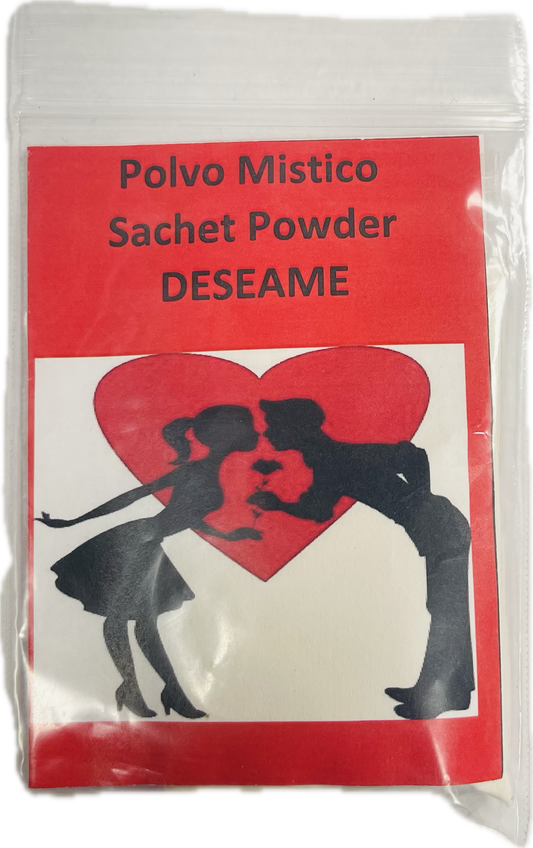 Polvo Mistico
Sachet Powder
DESEAME